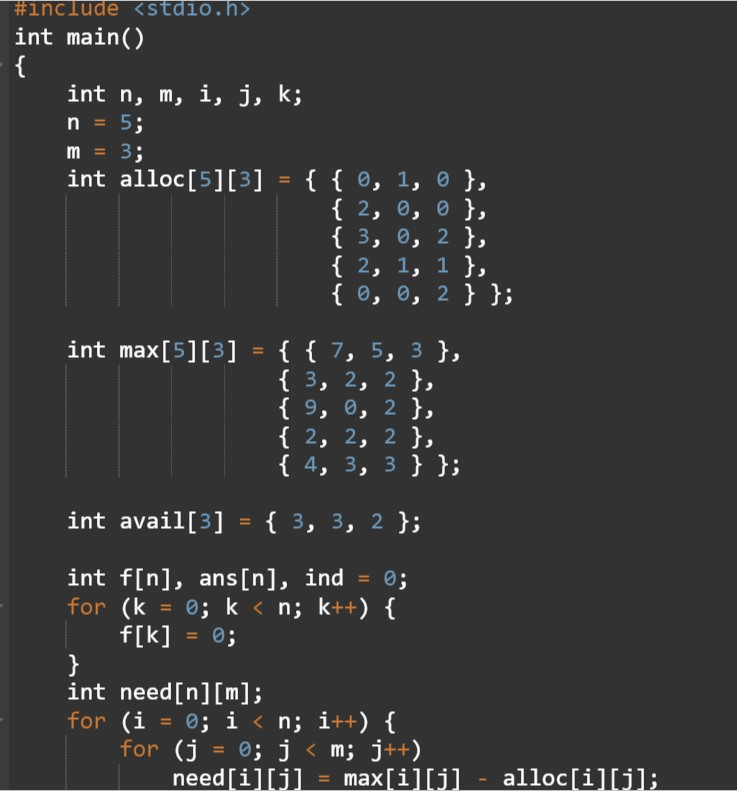 #include <stdio.h>
int main()
{
    int n, m, i, j, k;
    n = 5;
    m = 3;
    int alloc[5][3] = { { 0, 1, 0 },
                        { 2, 0, 0 },
                        { 3, 0, 2 },
                        { 2, 1, 1 },
                        { 0, 0, 2 } };

    int max[5][3] = { { 7, 5, 3 },
                    { 3, 2, 2 },
                    { 9, 0, 2 },
                    { 2, 2, 2 },
                    { 4, 3, 3 } };

    int avail[3] = { 3, 3, 2 };

    int f[n], ans[n], ind = 0;
    for (k = 0; k < n; k++) {
        f[k] = 0;
    }
    int need[n][m];
    for (i = 0; i < n; i++) {
        for (j = 0; j < m; j++)
            need[i][j] = max[i][j] - alloc[i][j];